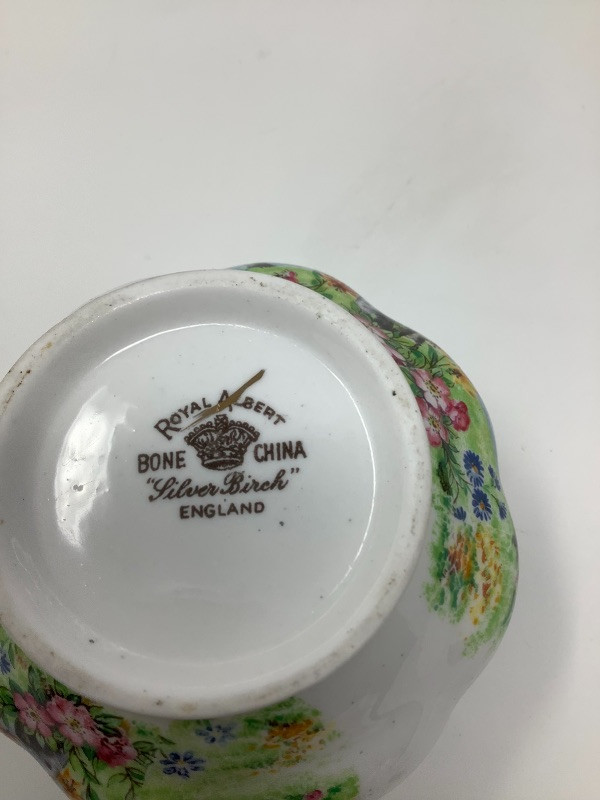 ROYAL ALBERT
BONE CHINA
"Silver Birch"
ENGLAND